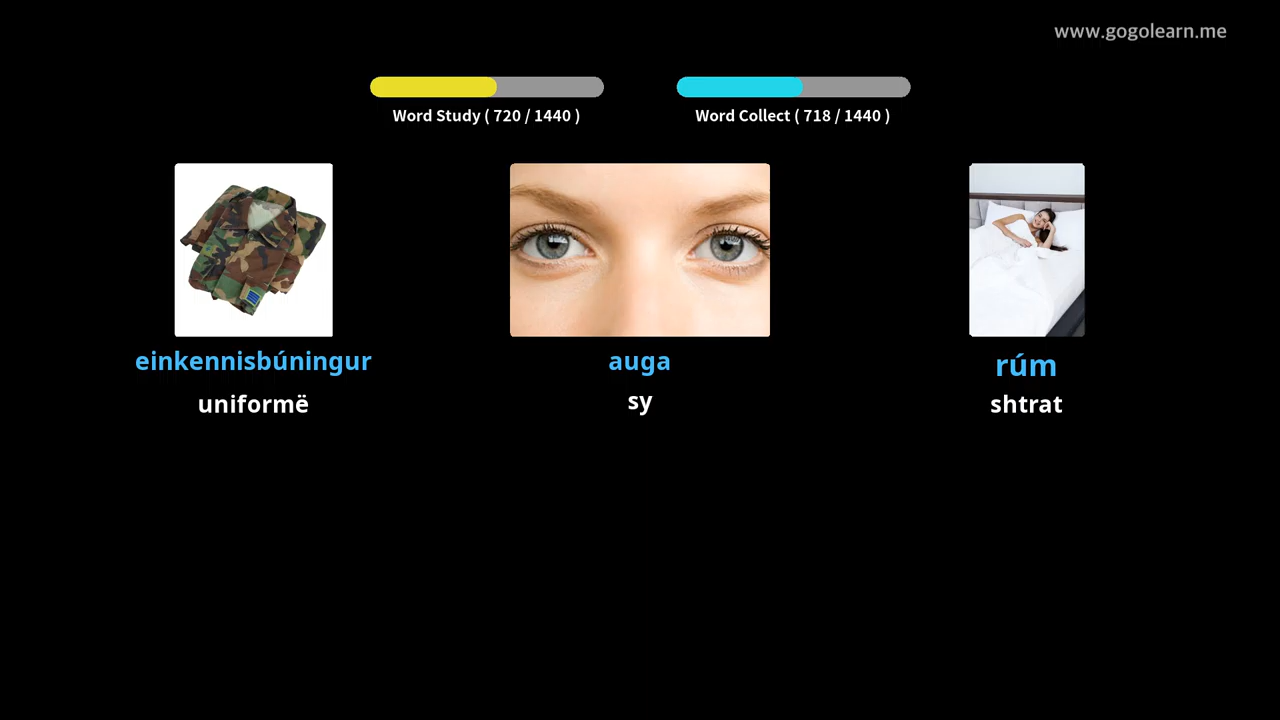 www.gogolearn.me
Word Study ( 720 / 1440 )
Word Collect ( 718 / 1440 )
einkennisbúningur
uniformë
auga
sy
rúm
shtrat